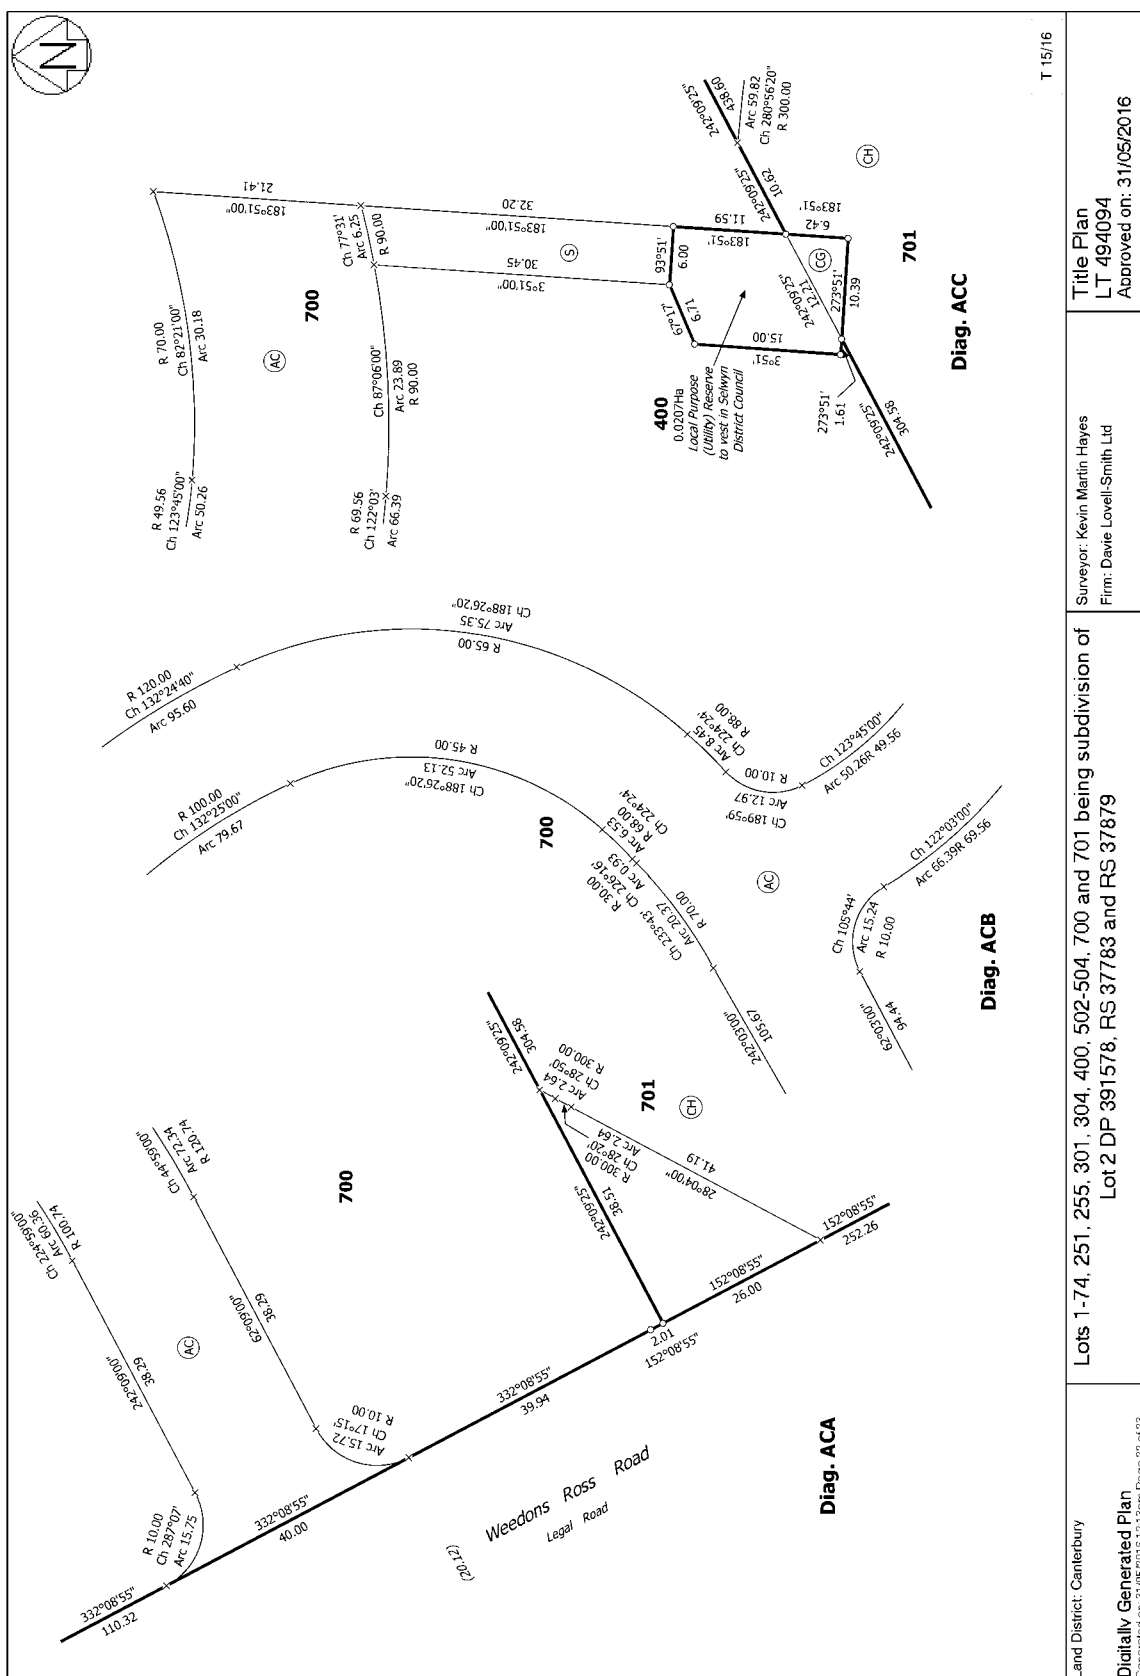 N
T 15/16
Diag. ACA
332°08'55"
110.32
R 10.00
Ch 287°07'
Arc 15.75
332°08'55"
40.00
242°09'00"
38.29
Ch 224°59'00"
Arc 60.36
R 100.74
AC
62°09'00"
38.29
Ch 44°59'00"
Arc 72.34
R 120.74
Arc 15.72
Ch 17°15'
R 10.00
700
332°08'55"
39.94
2.01
152°08'55"
242°09'25"
38.51
242°09'25"
304.58
R 300.00
Ch 28°20'
Arc 2.64
Arc 2.64
Ch 28°50'
R 300.00
701
CH
28°04'00"
41.19
152°08'55"
26.00
152°08'55"
252.26
(20.12)
Weedons Ross Road
Legal Road
Diag. ACB
R 100.00
Ch 132°25'00"
Arc 79.67
R 120.00
Ch 132°24'40"
Arc 95.60
R 45.00
Arc 52.13
Ch 188°26'20"
R 65.00
Arc 75.35
Ch 188°26'20"
700
Ch 224°24'
R 68.00
Arc 6.53
Arc 0.93
Ch 226°16'
R 30.00
R 70.00
Arc 20.37
Ch 233°43'
242°03'00"
105.67
Arc 8.45
Ch 224°24'
R 88.00
R 10.00
Arc 12.97
Ch 189°59'
Ch 123°45'00"
Arc 50.26R 49.56
AC
Ch 105°44'
Arc 15.24
R 10.00
Ch 122°03'00"
Arc 66.39R 69.56
62°03'00"
94.44
Diag. ACC
R 49.56
Ch 123°45'00"
Arc 50.26
R 70.00
Ch 82°21'00"
Arc 30.18
21.41
183°51'00"
AC
700
R 69.56
Ch 122°03'
Arc 66.39
Ch 87°06'00"
Arc 23.89
R 90.00
Ch 77°31'
Arc 6.25
R 90.00
32.20
183°51'00"
30.45
3°51'00"
S
400
0.0207Ha
Local Purpose
(Utility) Reserve
to vest in Selwyn
District Council
93°51'
6.00
67°17'
6.71
15.00
3°51'
11.59
183°51'
242°09'25"
12.21
CG
242°09'25"
10.62
6.42
183°51'
273°51'
10.39
273°51'
1.61
242°09'25"
304.58
242°09'25"
438.60
Arc 59.82
Ch 280°56'20"
R 300.00
CH
701
Land District: Canterbury
Digitally Generated Plan
Lots 1-74, 251, 255, 301, 304, 400, 502-504, 700 and 701 being subdivision of
Lot 2 DP 391578, RS 37783 and RS 37879
Surveyor: Kevin Martin Hayes
Firm: Davie Lovell-Smith Ltd
Title Plan
LT 494094
Approved on: 31/05/2016